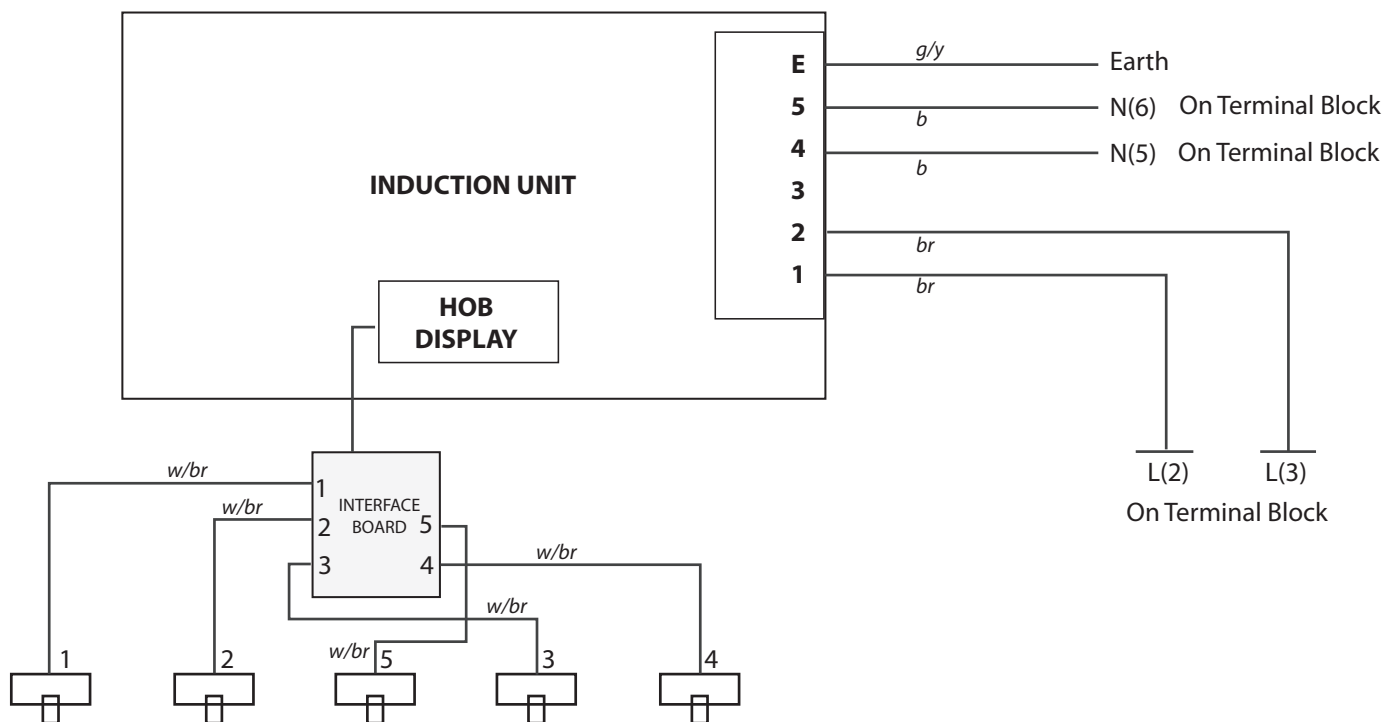 E
g/y
Earth
5
b
N(6) On Terminal Block
4
b
N(5) On Terminal Block
INDUCTION UNIT
3
2
br
1
br
HOB
DISPLAY
L(2)
L(3)
On Terminal Block
w/br
1
w/br
INTERFACE
BOARD
2
5
3
4
w/br
w/br
w/br
1
2
5
3
4